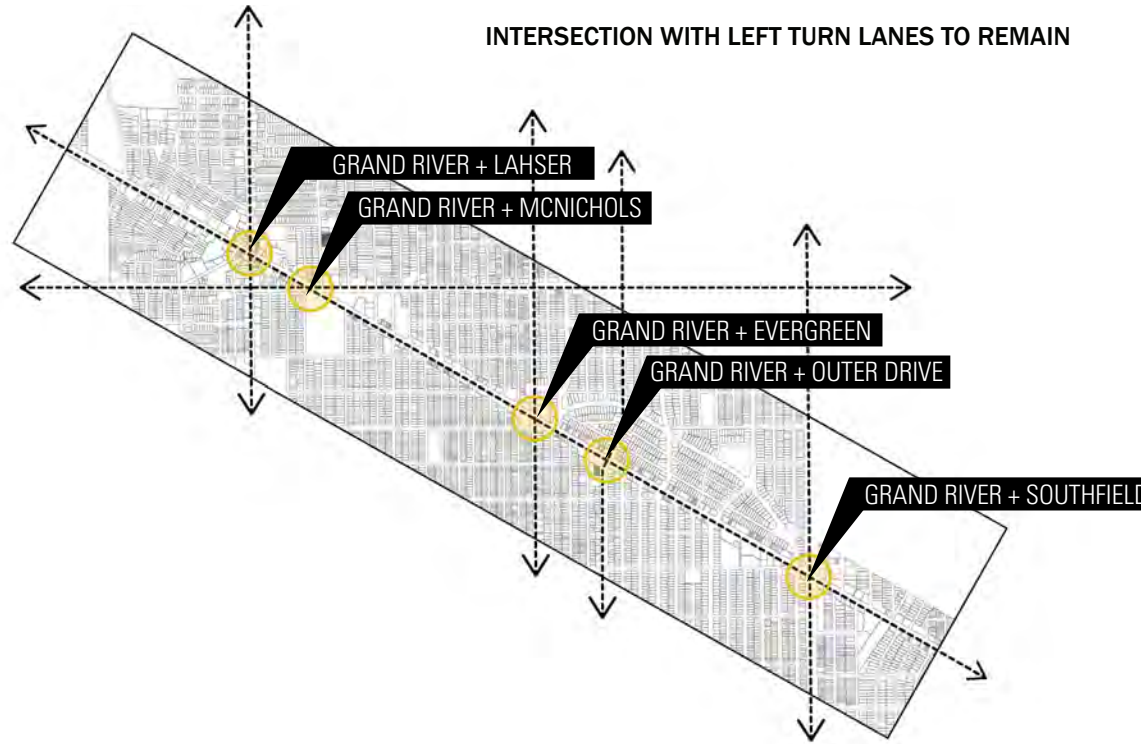 INTERSECTION WITH LEFT TURN LANES TO REMAIN
GRAND RIVER + LAHSER
GRAND RIVER + MCNICHOLS
GRAND RIVER + EVERGREEN
GRAND RIVER + OUTER DRIVE
GRAND RIVER + SOUTHFIELD